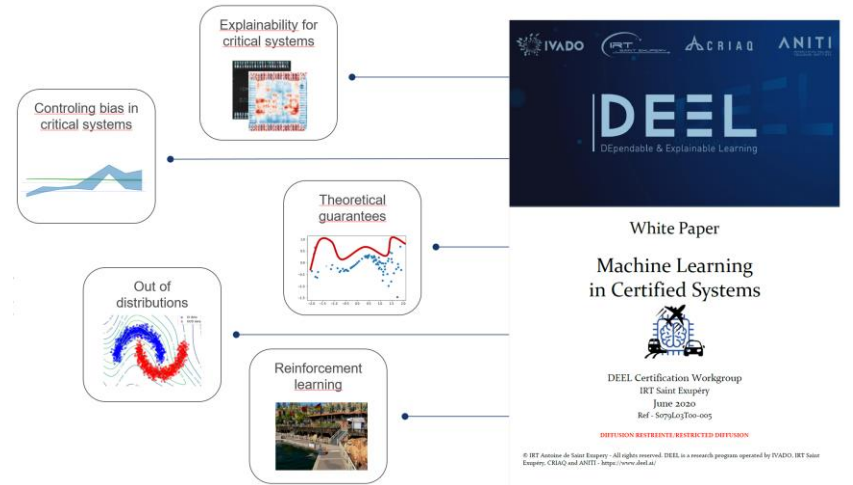 Explainability for
critical systems
Controling bias in
critical systems
Theoretical
guarantees
Out of
distributions
Reinforcement
learning
IVADO
IRT
SAINT EXUPÉRY
CRIAQ
ANITI
DEEL
DEpendable & Explainable Learning
White Paper
Machine Learning
in Certified Systems
DEEL Certification Workgroup
IRT Saint Exupéry
June 2020
Ref - S079L03T00-005
DIFFUSION RESTREINTE/RESTRICTED DIFFUSION
© IRT Antoine de Saint Exupery - All rights reserved. DEEL is a research program operated by IVADO, IRT Saint
Exupéry, CRIAQ and ANITI - https://www.deel.ai/